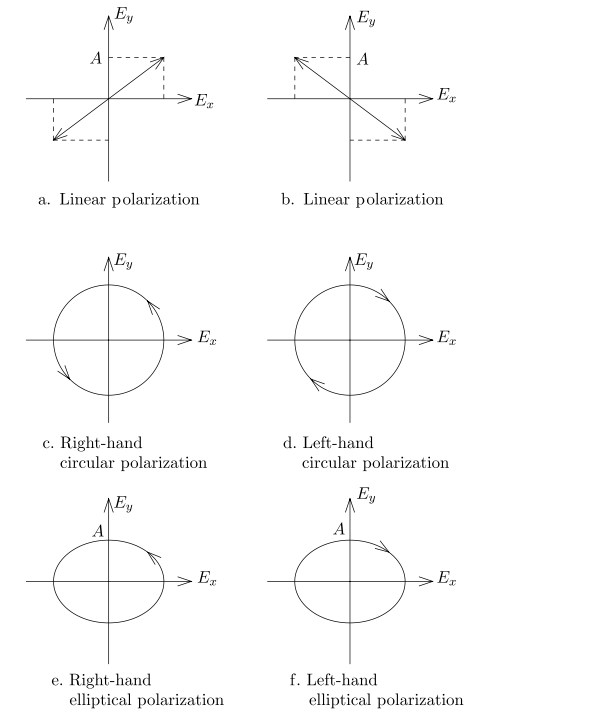 E_y E_y
A A
E_x E_x
a. Linear polarization b. Linear polarization
E_y E_y
E_x E_x
c. Right-hand d. Left-hand
circular polarization circular polarization
E_y E_y
A A
E_x E_x
e. Right-hand f. Left-hand
elliptical polarization elliptical polarization